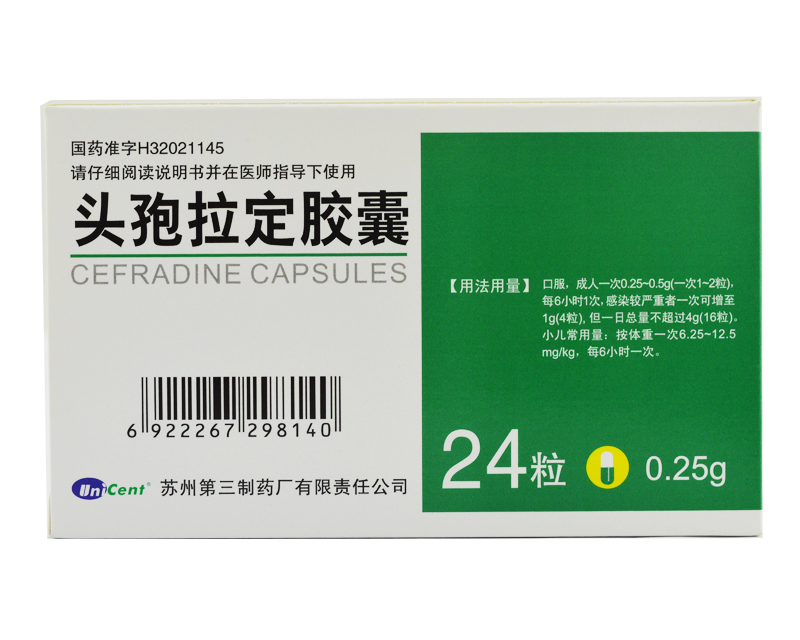 国药准字H32021145
请仔细阅读说明书并在医师指导下使用
头孢拉定胶囊
CEFRADINE CAPSULES
6 922267 298140
UniCent® 苏州第三制药厂有限责任公司
【用法用量】 口服，成人一次0.25~0.5g(一次1~2粒),
每6小时1次,感染较严重者一次可增至
1g(4粒),但一日总量不超过4g(16粒)。
小儿常用量：按体重一次6.25~12.5
mg/kg，每6小时一次。
24粒 0.25g